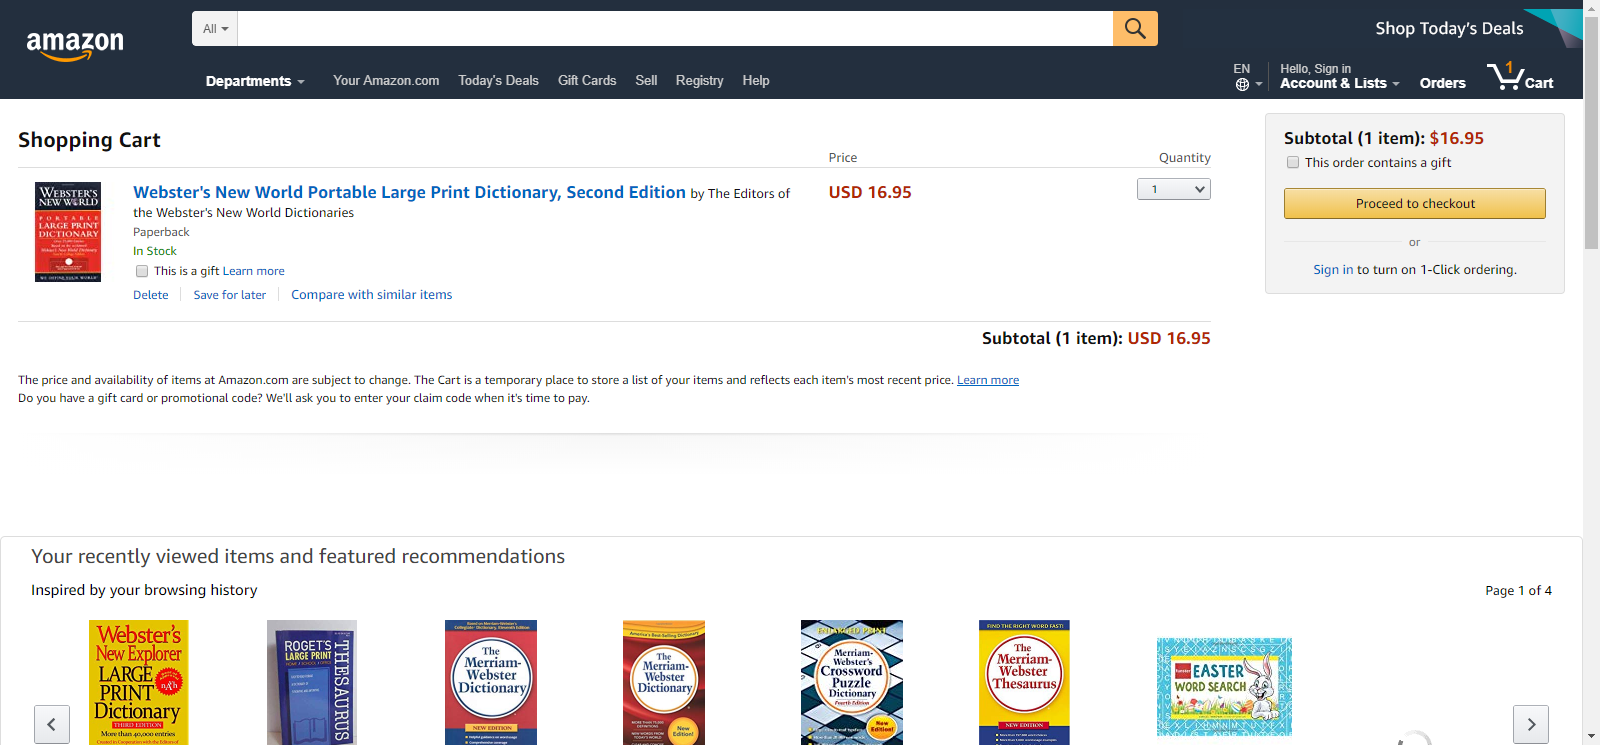 All
Shop Today's Deals
amazon
Departments
Your Amazon.com
Today's Deals
Gift Cards
Sell
Registry
Help
EN
Hello, Sign in
Account & Lists
Orders
1
Cart
Shopping Cart
Price
Quantity
WEBSTER'S
NEW WORLD
PORTABLE
LARGE PRINT
DICTIONARY
Webster's New World Portable Large Print Dictionary, Second Edition by The Editors of
the Webster's New World Dictionaries
Paperback
In Stock
This is a gift Learn more
Delete
Save for later
Compare with similar items
USD 16.95
1
Subtotal (1 item): USD 16.95
Subtotal (1 item): $16.95
This order contains a gift
Proceed to checkout
or
Sign in to turn on 1-Click ordering.
The price and availability of items at Amazon.com are subject to change. The Cart is a temporary place to store a list of your items and reflects each item's most recent price. Learn more
Do you have a gift card or promotional code? We'll ask you to enter your claim code when it's time to pay.
Your recently viewed items and featured recommendations
Inspired by your browsing history
Page 1 of 4
Webster's
New Explorer
LARGE
PRINT
Dictionary
THIRD EDITION
More than 40,000 entries
ROGET'S
LARGE PRINT
THESAURUS
The
Merriam-
Webster
Dictionary
NEW EDITION
America's Best-Selling Dictionary
The
Merriam-
Webster
Dictionary
New
Edition!
ENLARGED PRINT
Merriam-
Webster's
Crossword
Puzzle
Dictionary
Fourth Edition
New
Edition!
FIND THE RIGHT WORD FAST!
The
Merriam-
Webster
Thesaurus
NEW EDITION
EASTER
WORD SEARCH